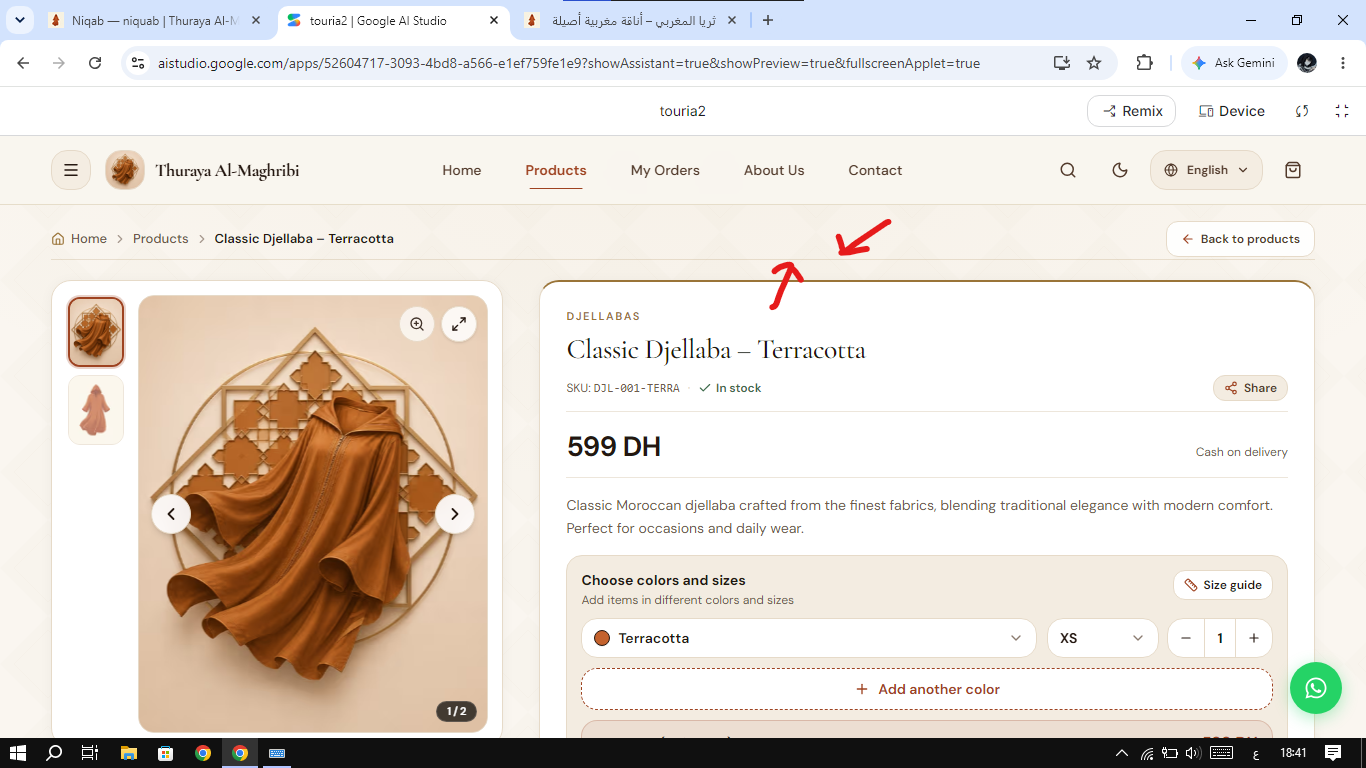 Niqab — niquab | Thuraya Al-M
touria2 | Google AI Studio
ثريا المغربي – أناقة مغربية أصيلة
aistudio.google.com/apps/52604717-3093-4bd8-a566-e1ef759fe1e9?showAssistant=true&showPreview=true&fullscreenApplet=true
Ask Gemini
touria2
Remix
Device
Thuraya Al-Maghribi
Home
Products
My Orders
About Us
Contact
English
Home
Products
Classic Djellaba – Terracotta
Back to products
DJELLABAS
Classic Djellaba – Terracotta
SKU: DJL-001-TERRA · In stock
Share
599 DH
Cash on delivery
Classic Moroccan djellaba crafted from the finest fabrics, blending traditional elegance with modern comfort.
Perfect for occasions and daily wear.
Choose colors and sizes
Add items in different colors and sizes
Size guide
Terracotta
XS
− 1 +
+ Add another color
1/2
ع
18:41